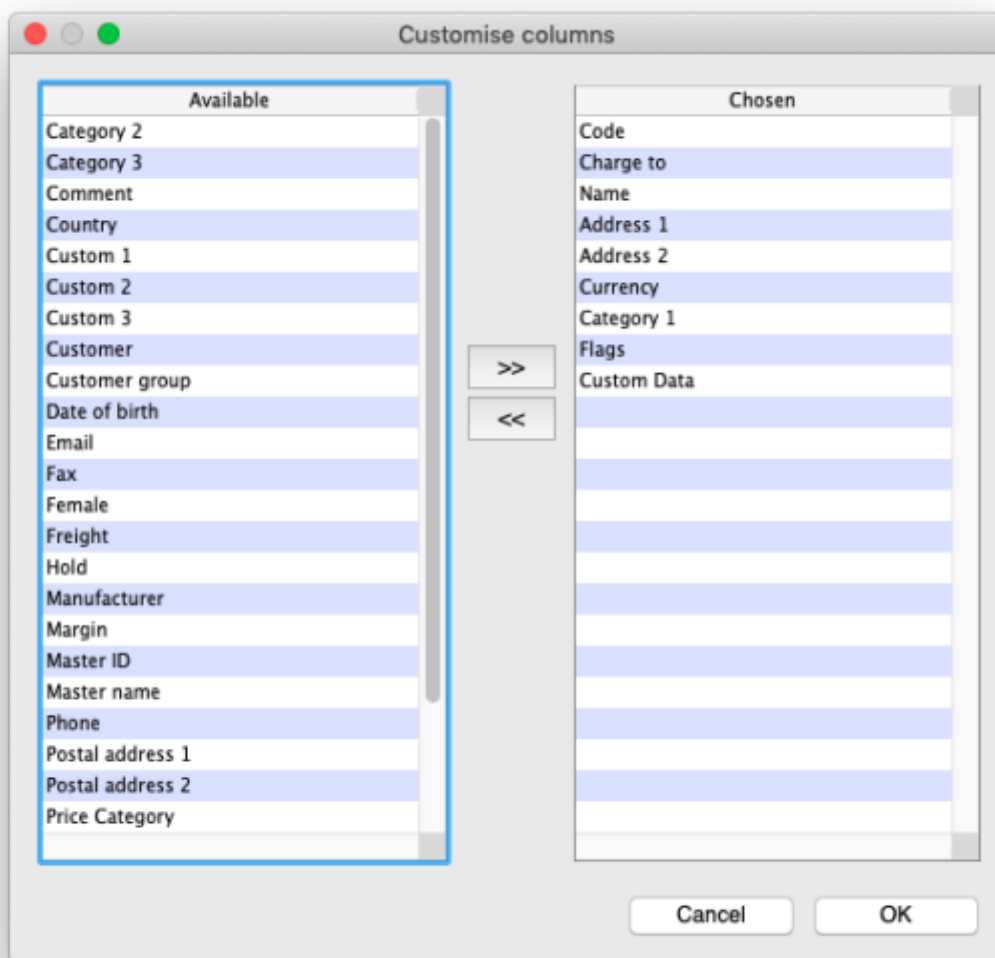 Customise columns
Available
Category 2
Category 3
Comment
Country
Custom 1
Custom 2
Custom 3
Customer
Customer group
Date of birth
Email
Fax
Female
Freight
Hold
Manufacturer
Margin
Master ID
Master name
Phone
Postal address 1
Postal address 2
Price Category
>>
<<
Chosen
Code
Charge to
Name
Address 1
Address 2
Currency
Category 1
Flags
Custom Data
Cancel
OK